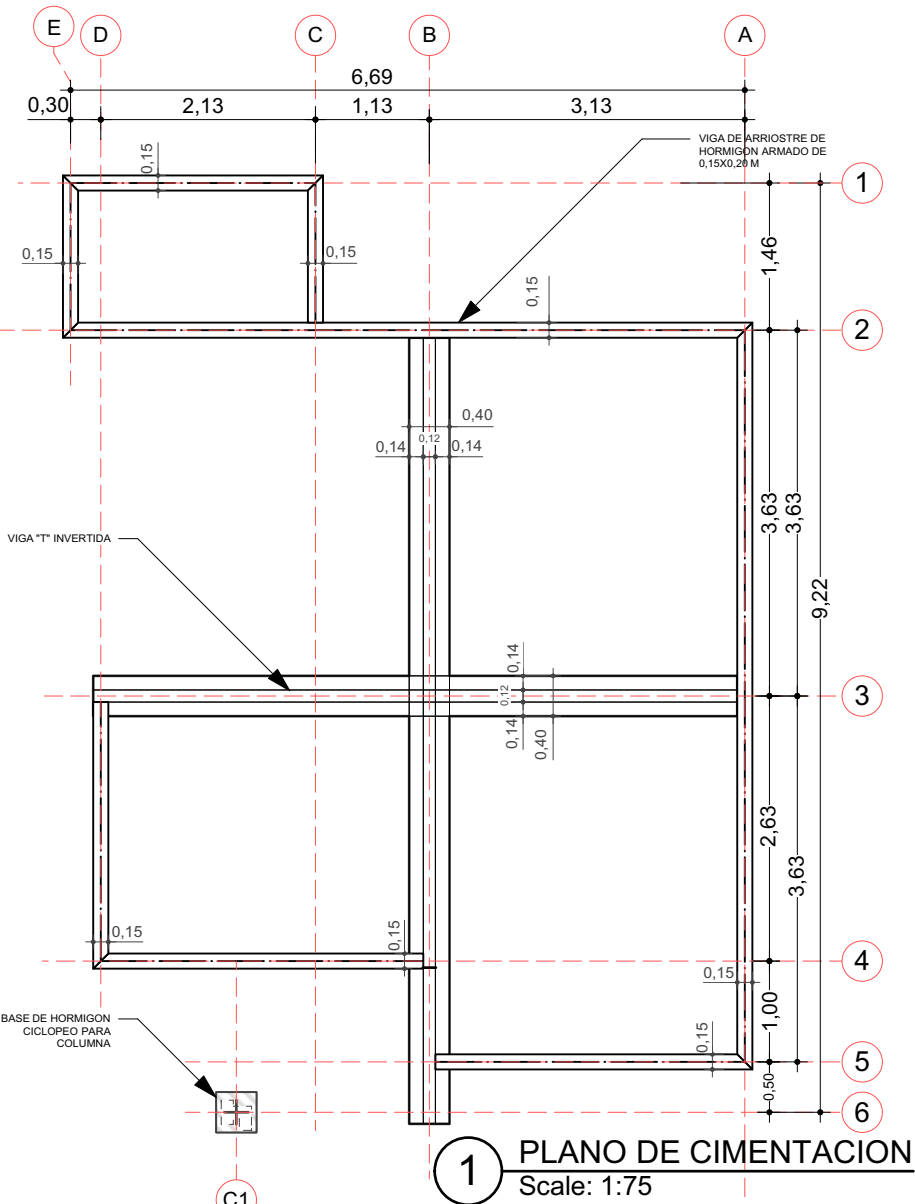 E
D
C
B
A
6,69
0,30
2,13
1,13
3,13
VIGA DE ARRIOSTRE DE
HORMIGON ARMADO DE
0,15X0,20 M
0,15
1
0,15
0,15
0,15
1,46
2
0,40
0,12
0,14
0,14
3,63
3,63
VIGA "T" INVERTIDA
9,22
0,14
0,12
3
0,14
0,40
2,63
3,63
0,15
0,15
4
0,15
1,00
BASE DE HORMIGON
CICLOPEO PARA
COLUMNA
0,15
5
0,50
6
1
PLANO DE CIMENTACION
Scale: 1:75
C1